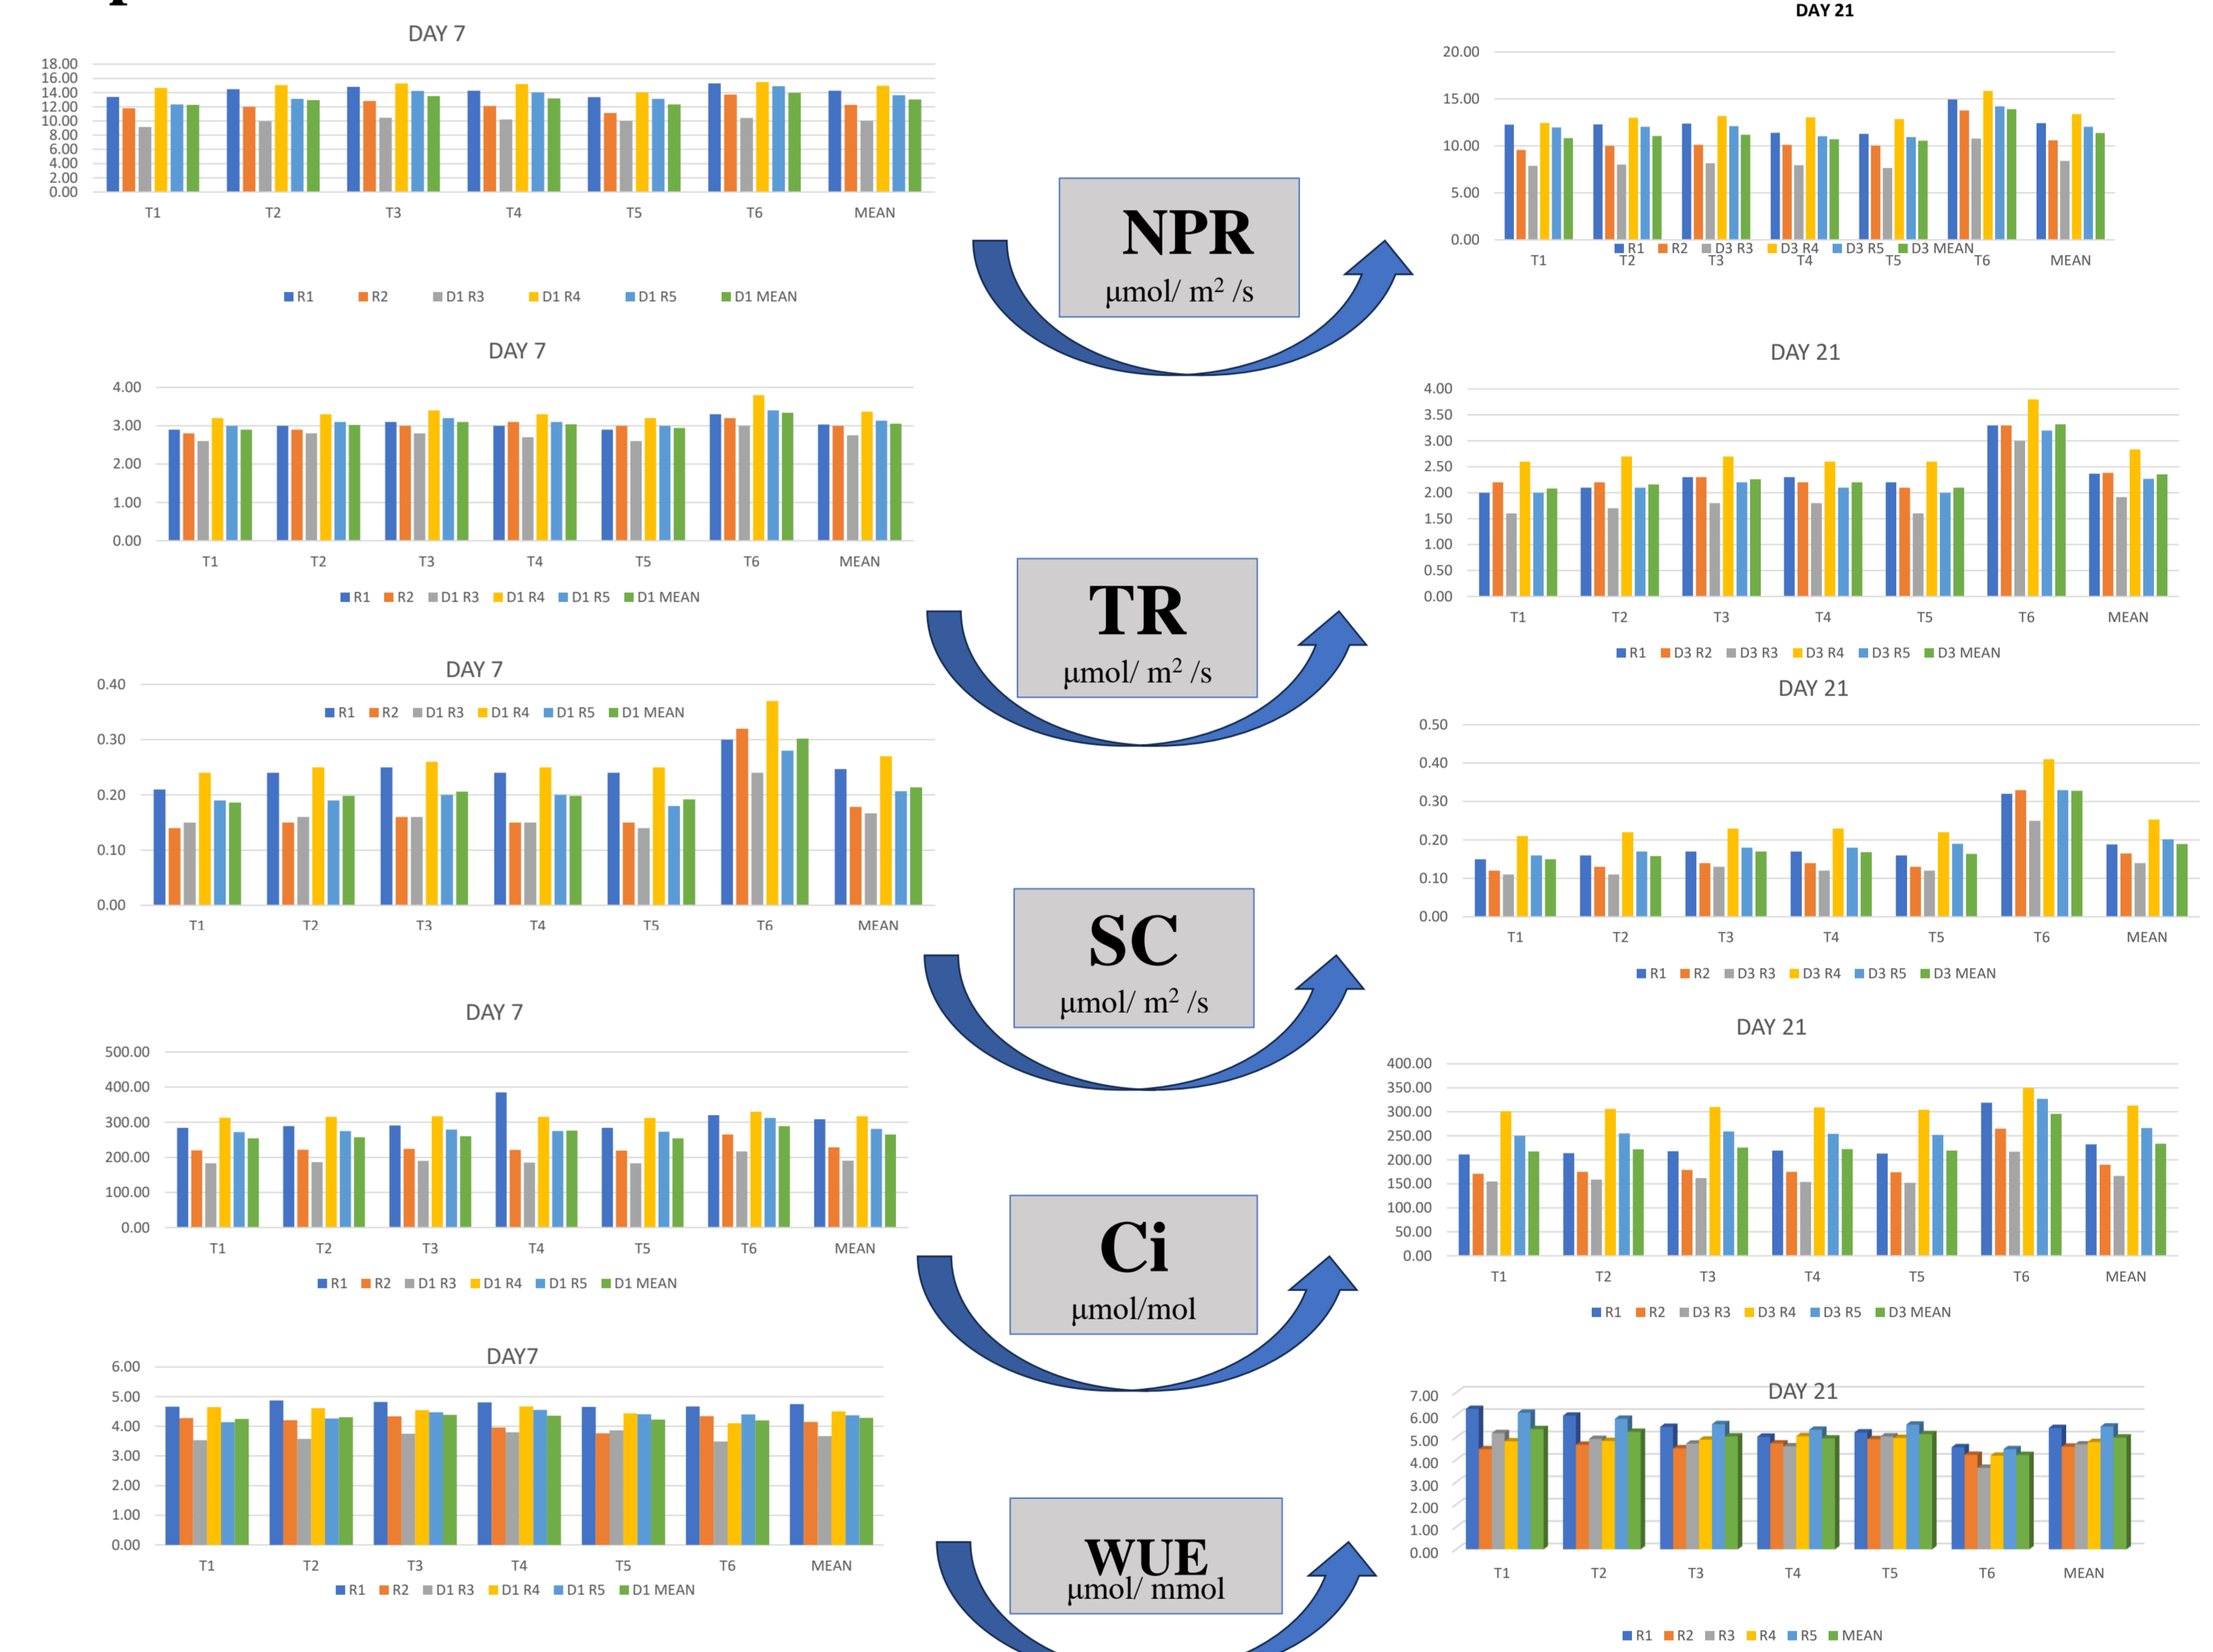 DAY 7
18.00
16.00
14.00
12.00
10.00
8.00
6.00
4.00
2.00
0.00
T1 T2 T3 T4 T5 T6 MEAN
R1 R2 D1 R3 D1 R4 D1 R5 D1 MEAN
NPR
µmol/ m² /s
DAY 21
20.00
15.00
10.00
5.00
0.00
R1 R2 D3 R3 D3 R4 D3 R5 D3 MEAN
T1 T2 T3 T4 T5 T6 MEAN
DAY 7
4.00
3.00
2.00
1.00
0.00
T1 T2 T3 T4 T5 T6 MEAN
R1 R2 D1 R3 D1 R4 D1 R5 D1 MEAN
TR
µmol/ m² /s
DAY 21
4.00
3.50
3.00
2.50
2.00
1.50
1.00
0.50
0.00
T1 T2 T3 T4 T5 T6 MEAN
R1 D3 R2 D3 R3 D3 R4 D3 R5 D3 MEAN
DAY 7
0.40
R1 R2 D1 R3 D1 R4 D1 R5 D1 MEAN
0.30
0.20
0.10
0.00
T1 T2 T3 T4 T5 T6 MEAN
SC
µmol/ m² /s
DAY 21
0.50
0.40
0.30
0.20
0.10
0.00
T1 T2 T3 T4 T5 T6 MEAN
R1 R2 D3 R3 D3 R4 D3 R5 D3 MEAN
DAY 7
500.00
400.00
300.00
200.00
100.00
0.00
T1 T2 T3 T4 T5 T6 MEAN
R1 R2 D1 R3 D1 R4 D1 R5 D1 MEAN
Ci
µmol/mol
DAY 21
400.00
350.00
300.00
250.00
200.00
150.00
100.00
50.00
0.00
T1 T2 T3 T4 T5 T6 MEAN
R1 R2 D3 R3 D3 R4 D3 R5 D3 MEAN
DAY7
6.00
5.00
4.00
3.00
2.00
1.00
0.00
T1 T2 T3 T4 T5 T6 MEAN
R1 R2 D1 R3 D1 R4 D1 R5 D1 MEAN
WUE
µmol/ mmol
DAY 21
7.00
6.00
5.00
4.00
3.00
2.00
1.00
0.00
T1 T2 T3 T4 T5 T6 MEAN
R1 R2 R3 R4 R5 MEAN